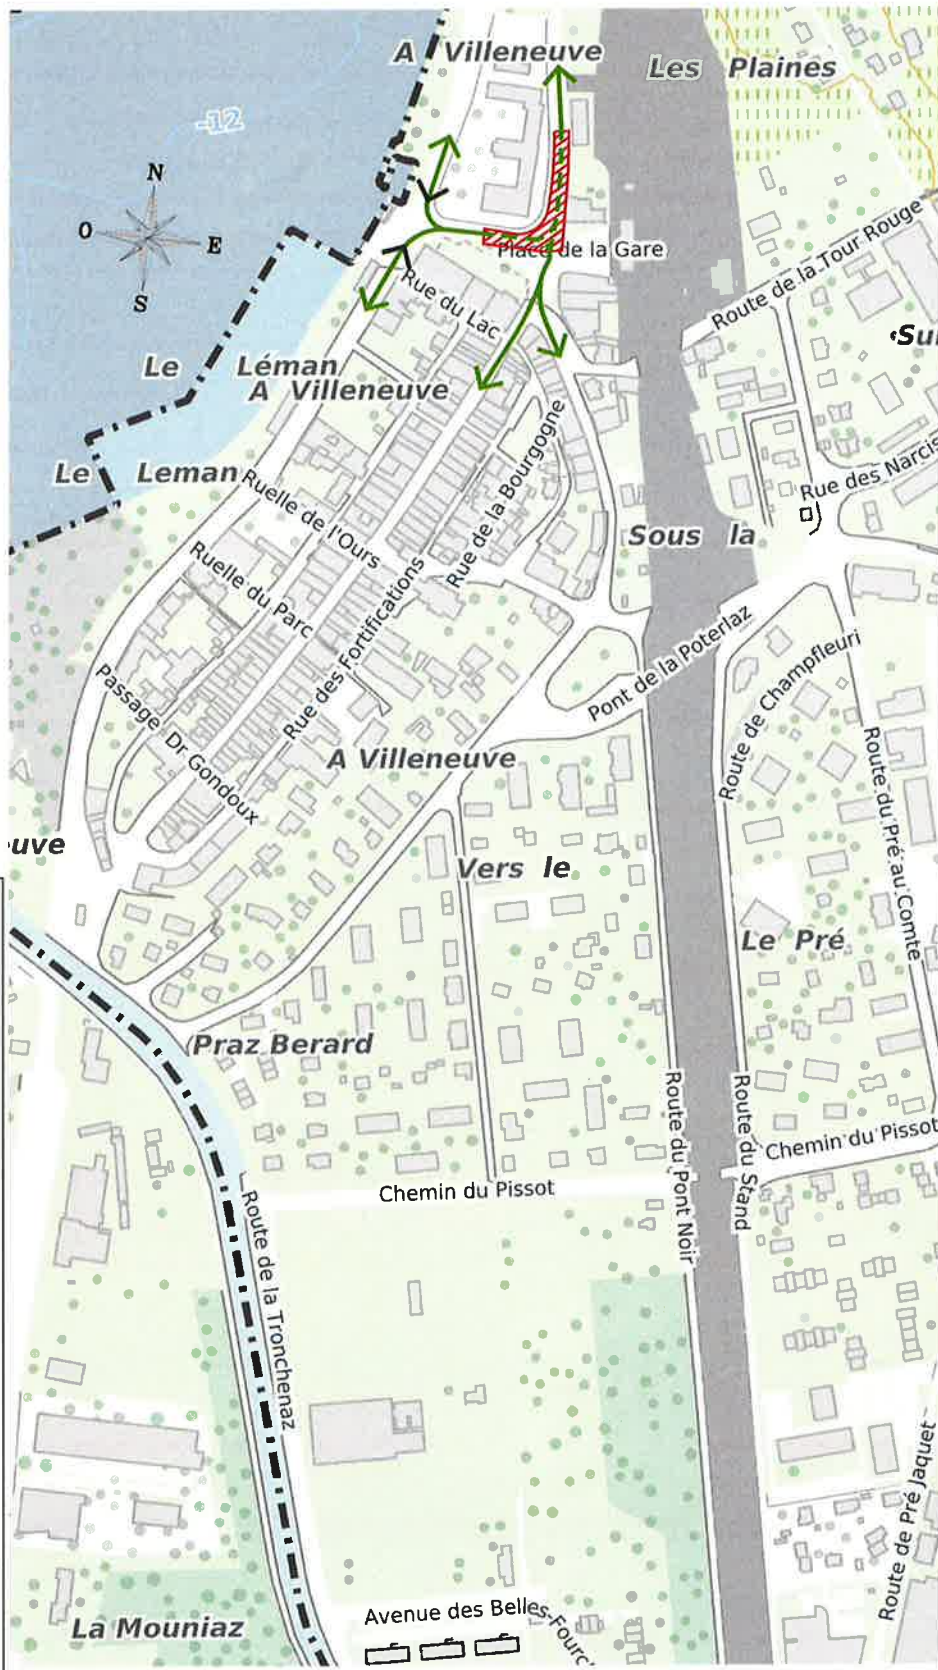 A Villeneuve
Les Plaines
-12
N
O
E
S
Place de la Gare
Route de la Tour Rouge
Rue du Lac
Le Léman
A Villeneuve
Le Leman
Ruelle de l'Ours
Rue de la Bourgogne
Rue des Narcis
Sous la
Ruelle du Parc
Rue des Fortifications
Pont de la Poterlaz
Passage Dr Gondoux
Route de Champfleuri
A Villeneuve
Route du Pré au Comte
uve
Vers le
Le Pré
Praz Berard
Route du Pont Noir
Route du Stand
Chemin du Pissot
Chemin du Pissot
Route de la Tronchenaz
Route de Pré Jaquet
La Mouniaz
Avenue des Belles-Fourc'